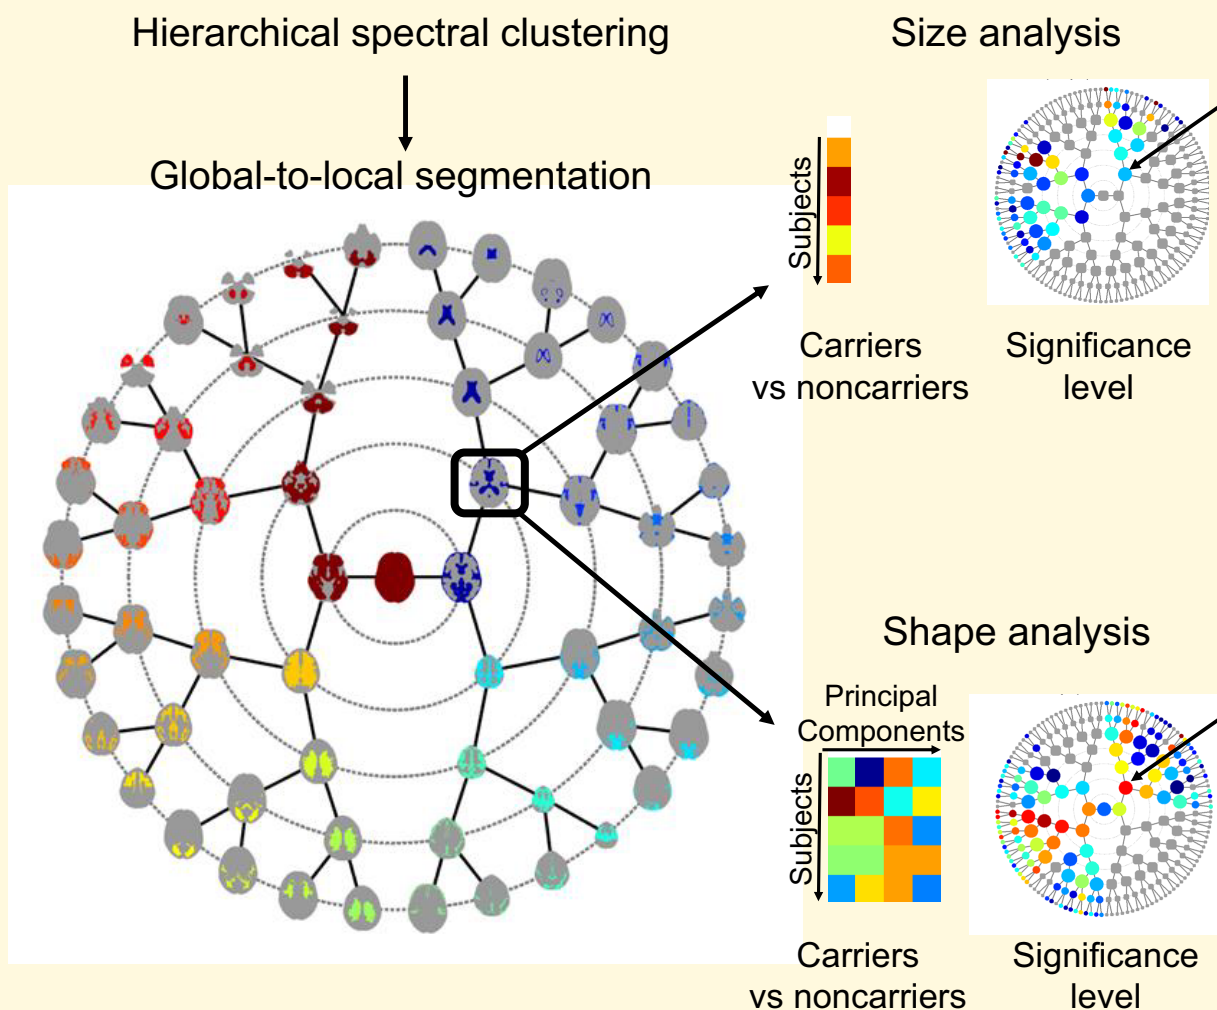 Hierarchical spectral clustering
Global-to-local segmentation
Size analysis
Subjects
Carriers
vs noncarriers
Significance
level
Shape analysis
Principal
Components
Subjects
Carriers
vs noncarriers
Significance
level